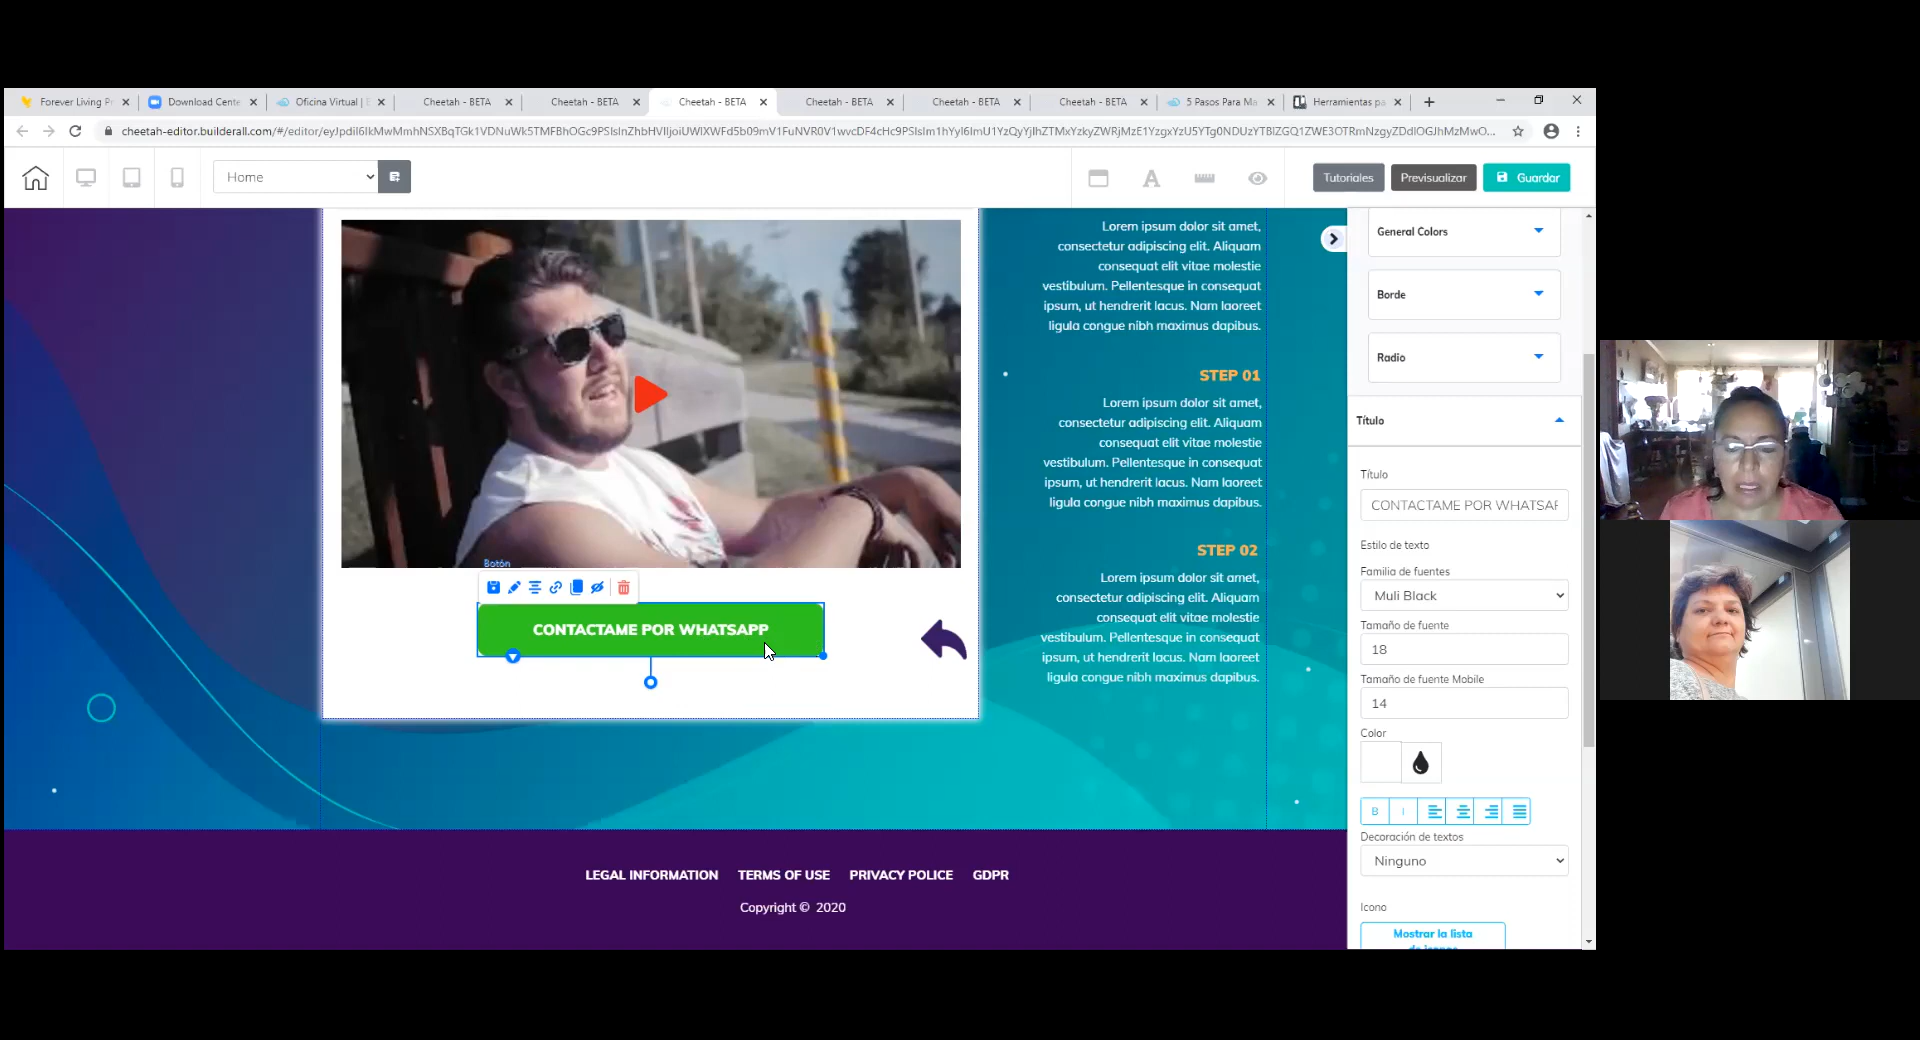 Forever Living Pr
Download Cente
Oficina Virtual |
Cheetah - BETA
Cheetah - BETA
Cheetah - BETA
Cheetah - BETA
Cheetah - BETA
Cheetah - BETA
5 Pasos Para Ma
Herramientas pa
Home
Tutoriales
Previsualizar
Guardar
Lorem ipsum dolor sit amet,
consectetur adipiscing elit. Aliquam
consequat elit vitae molestie
vestibulum. Pellentesque in consequat
ipsum, ut hendrerit lacus. Nam laoreet
ligula congue nibh maximus dapibus.
STEP 01
Lorem ipsum dolor sit amet,
consectetur adipiscing elit. Aliquam
consequat elit vitae molestie
vestibulum. Pellentesque in consequat
ipsum, ut hendrerit lacus. Nam laoreet
ligula congue nibh maximus dapibus.
STEP 02
Lorem ipsum dolor sit amet,
consectetur adipiscing elit. Aliquam
consequat elit vitae molestie
vestibulum. Pellentesque in consequat
ipsum, ut hendrerit lacus. Nam laoreet
ligula congue nibh maximus dapibus.
Botón
CONTACTAME POR WHATSAPP
LEGAL INFORMATION TERMS OF USE PRIVACY POLICE GDPR
Copyright © 2020
General Colors
Borde
Radio
Título
Título
CONTACTAME POR WHATSAP
Estilo de texto
Familia de fuentes
Muli Black
Tamaño de fuente
18
Tamaño de fuente Mobile
14
Color
B I
Decoración de textos
Ninguno
Icono
Mostrar la lista
de iconos